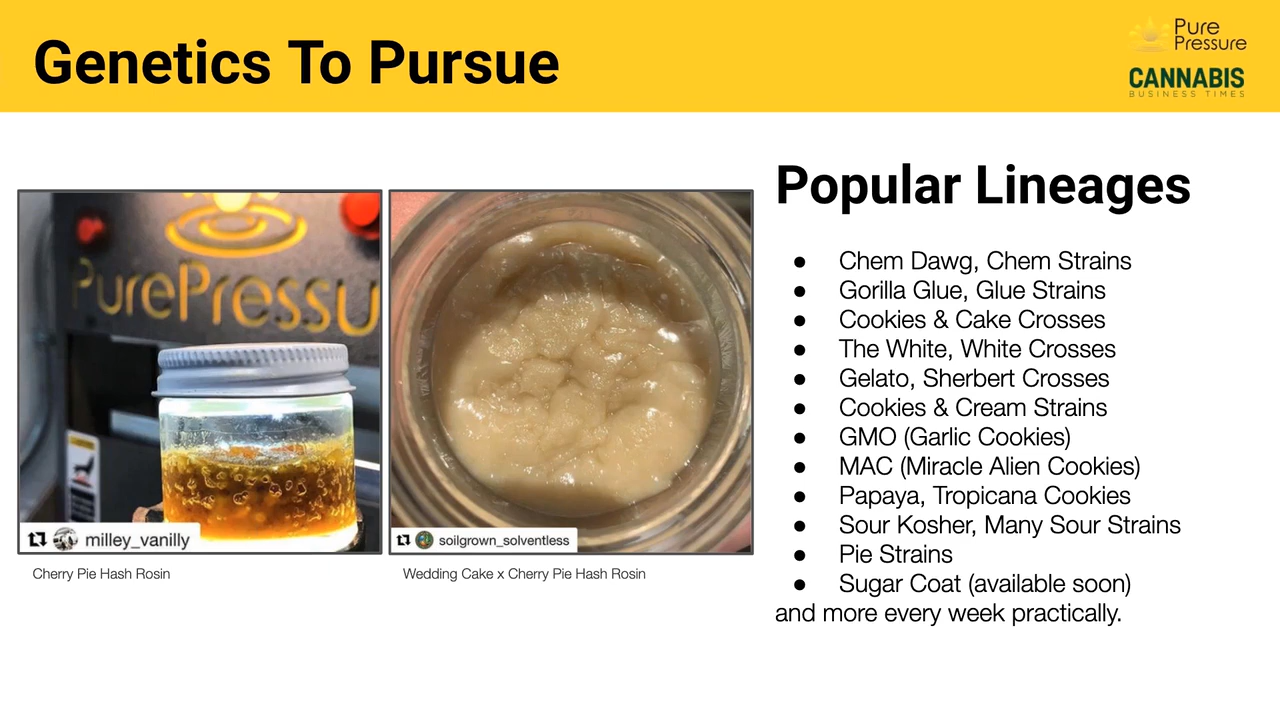 Genetics To Pursue
Pure
Pressure
CANNABIS
BUSINESS TIMES
PurePressu
milley_vanilly
soilgrown_solventless
Cherry Pie Hash Rosin
Wedding Cake x Cherry Pie Hash Rosin
Popular Lineages
● Chem Dawg, Chem Strains
● Gorilla Glue, Glue Strains
● Cookies & Cake Crosses
● The White, White Crosses
● Gelato, Sherbert Crosses
● Cookies & Cream Strains
● GMO (Garlic Cookies)
● MAC (Miracle Alien Cookies)
● Papaya, Tropicana Cookies
● Sour Kosher, Many Sour Strains
● Pie Strains
● Sugar Coat (available soon)
and more every week practically.